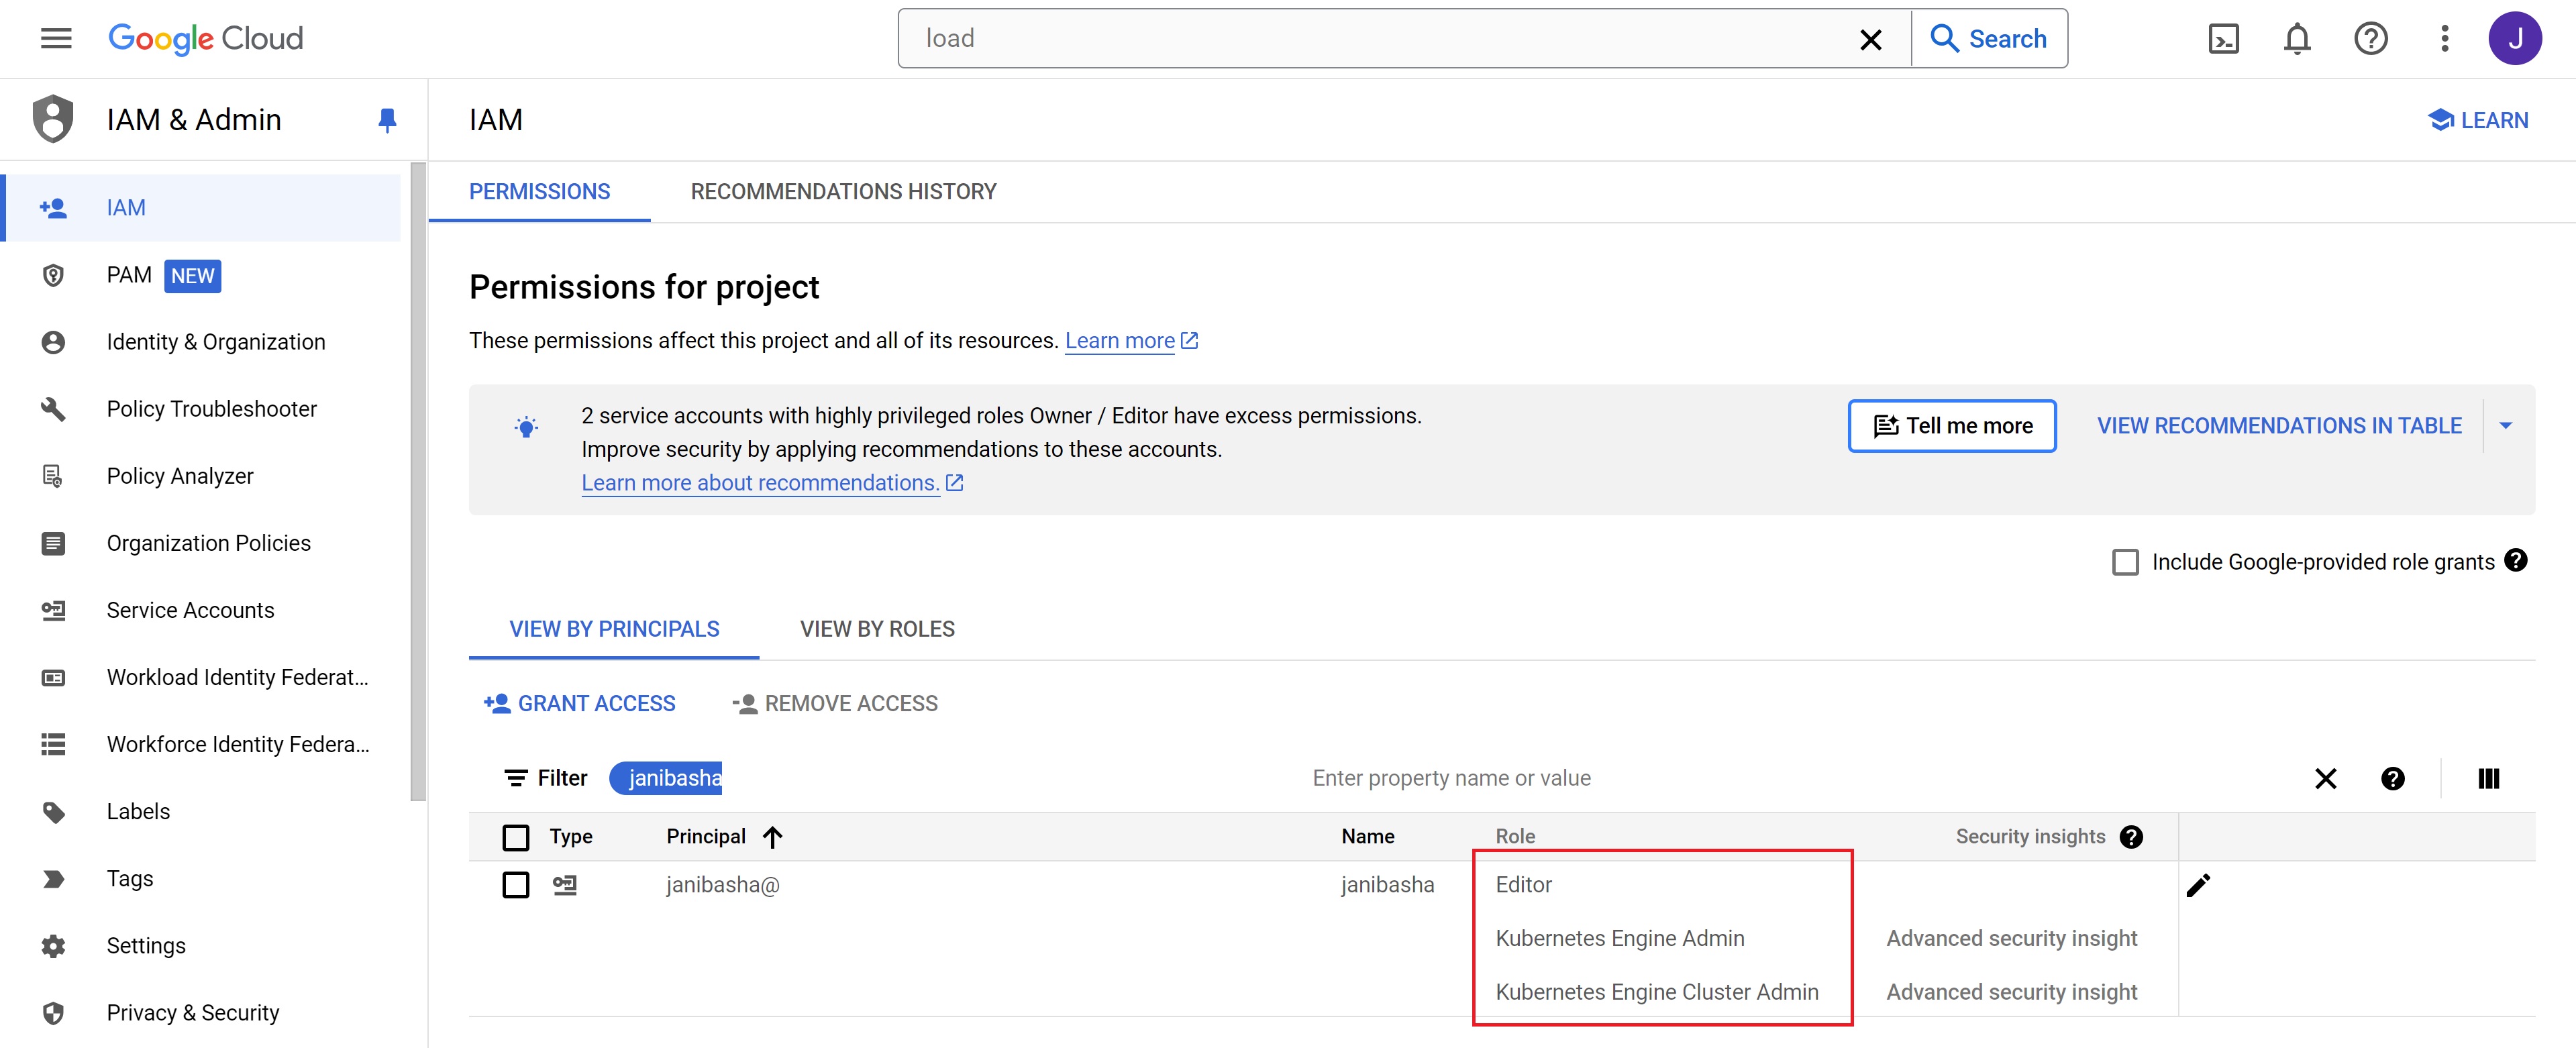 Google Cloud
load
Search
J
IAM & Admin
IAM
LEARN
IAM
PAM NEW
Identity & Organization
Policy Troubleshooter
Policy Analyzer
Organization Policies
Service Accounts
Workload Identity Federat...
Workforce Identity Federa...
Labels
Tags
Settings
Privacy & Security
PERMISSIONS
RECOMMENDATIONS HISTORY
Permissions for project
These permissions affect this project and all of its resources. Learn more
2 service accounts with highly privileged roles Owner / Editor have excess permissions.
Improve security by applying recommendations to these accounts.
Learn more about recommendations.
Tell me more
VIEW RECOMMENDATIONS IN TABLE
Include Google-provided role grants
VIEW BY PRINCIPALS
VIEW BY ROLES
GRANT ACCESS
REMOVE ACCESS
Filter janibasha Enter property name or value
Type Principal Name Role Security insights
janibasha@ janibasha Editor
Kubernetes Engine Admin Advanced security insight
Kubernetes Engine Cluster Admin Advanced security insight